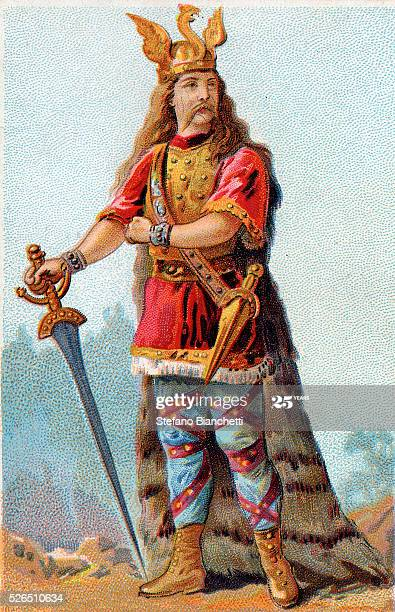 25 YEARS
gettyimages
Stefano Bianchetti
526510634